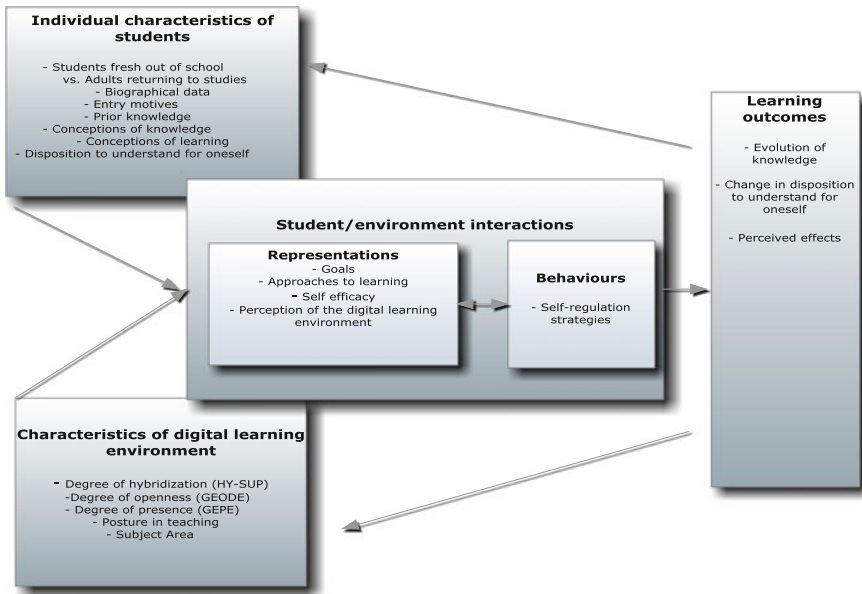 Individual characteristics of
students
- Students fresh out of school
vs. Adults returning to studies
- Biographical data
- Entry motives
- Prior knowledge
- Conceptions of knowledge
- Conceptions of learning
- Disposition to understand for oneself
Student/environment interactions
Representations
- Goals
- Approaches to learning
- Self efficacy
- Perception of the digital learning
environment
Behaviours
- Self-regulation
strategies
Learning
outcomes
- Evolution of
knowledge
- Change in disposition
to understand for
oneself
- Perceived effects
Characteristics of digital learning
environment
- Degree of hybridization (HY-SUP)
-Degree of openness (GEODE)
- Degree of presence (GEPE)
- Posture in teaching
- Subject Area